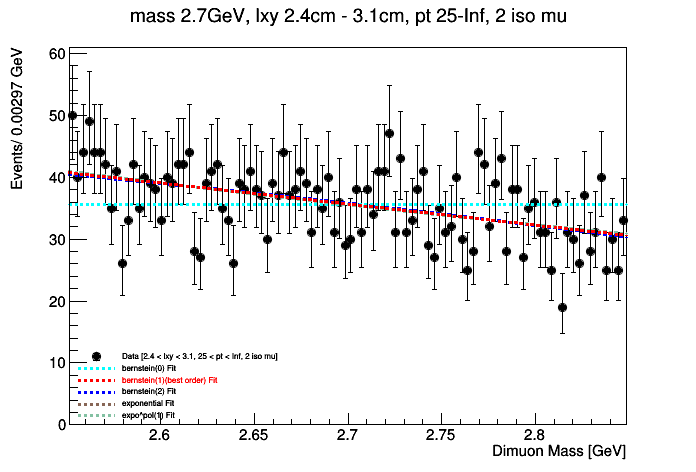 mass 2.7GeV, lxy 2.4cm - 3.1cm, pt 25-Inf, 2 iso mu
Events/ 0.00297 GeV
60
50
40
30
20
10
0
Data [2.4 < lxy < 3.1, 25 < pt < Inf, 2 iso mu]
bernstein(0) Fit
bernstein(1)(best order) Fit
bernstein(2) Fit
exponential Fit
expo*pol(1) Fit
2.6 2.65 2.7 2.75 2.8
Dimuon Mass [GeV]